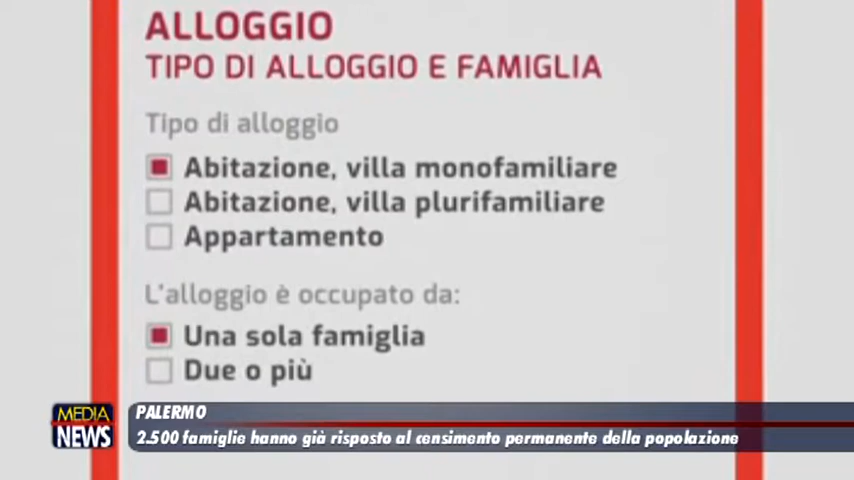 ALLOGGIO
TIPO DI ALLOGGIO E FAMIGLIA
Tipo di alloggio
Abitazione, villa monofamiliare
Abitazione, villa plurifamiliare
Appartamento
L'alloggio è occupato da:
Una sola famiglia
Due o più
MEDIA NEWS
PALERMO
2.500 famiglie hanno già risposto al censimento permanente della popolazione